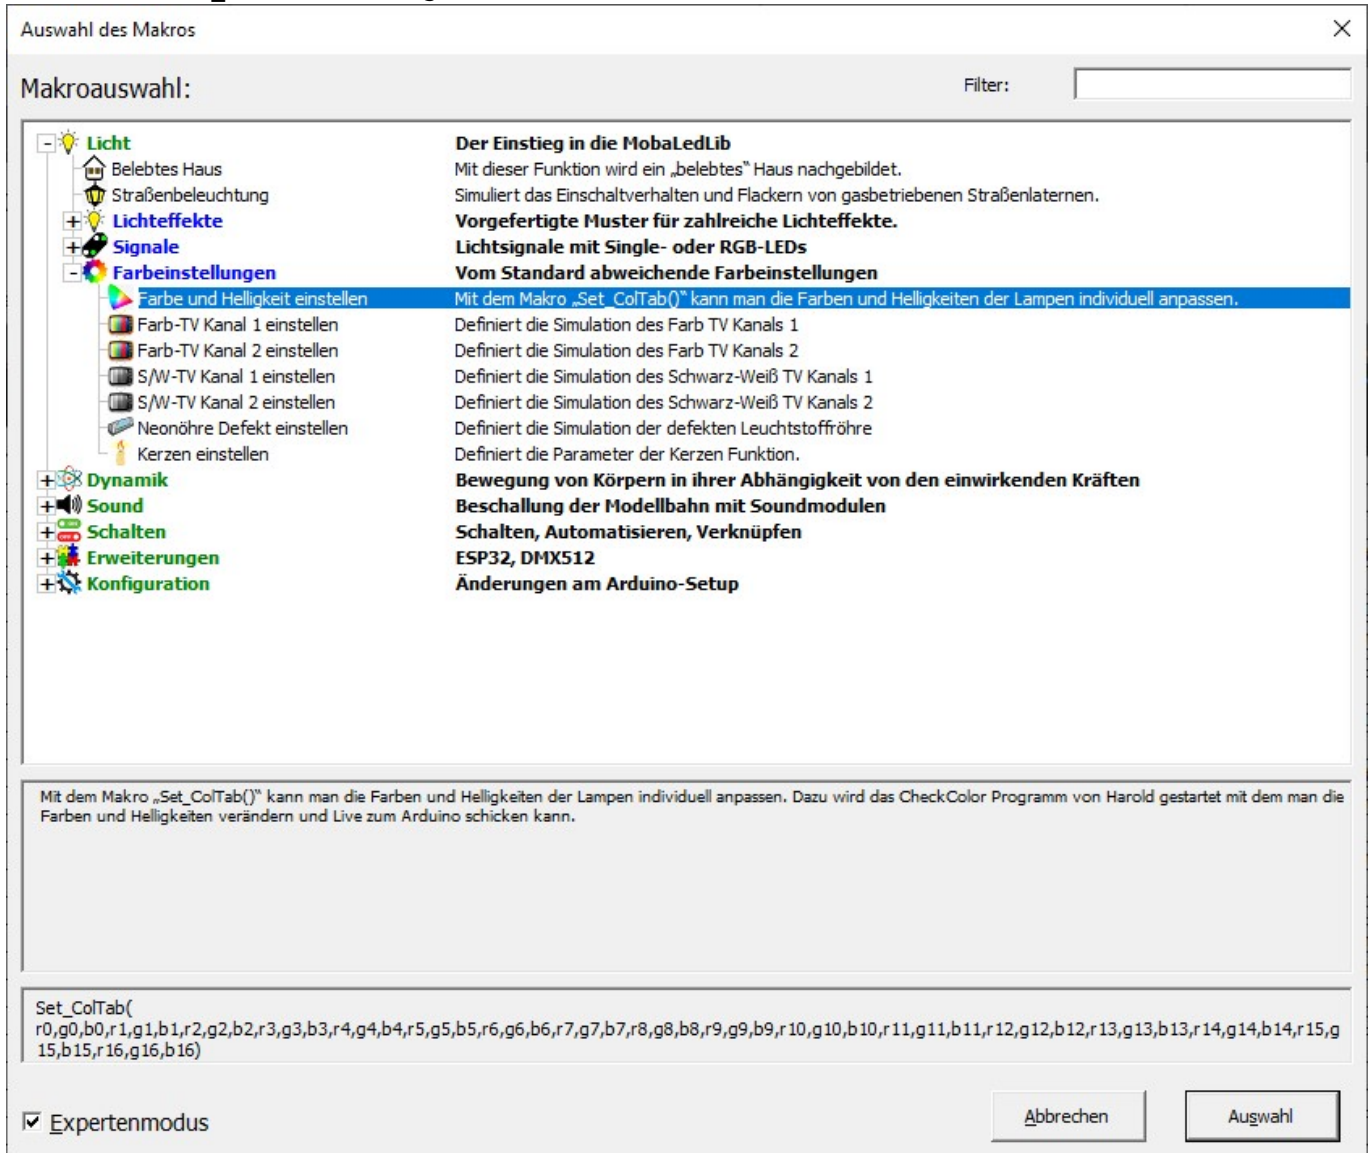 Auswahl des Makros
Makroauswahl:
Filter:
Licht Der Einstieg in die MobaLedLib
Belebtes Haus Mit dieser Funktion wird ein „belebtes“ Haus nachgebildet.
Straßenbeleuchtung Simuliert das Einschaltverhalten und Flackern von gasbetriebenen Straßenlaternen.
Lichteffekte Vorgefertigte Muster für zahlreiche Lichteffekte.
Signale Lichtsignale mit Single- oder RGB-LEDs
Farbeinstellungen Vom Standard abweichende Farbeinstellungen
Farbe und Helligkeit einstellen Mit dem Makro „Set_ColTab()“ kann man die Farben und Helligkeiten der Lampen individuell anpassen.
Farb-TV Kanal 1 einstellen Definiert die Simulation des Farb TV Kanals 1
Farb-TV Kanal 2 einstellen Definiert die Simulation des Farb TV Kanals 2
S/W-TV Kanal 1 einstellen Definiert die Simulation des Schwarz-Weiß TV Kanals 1
S/W-TV Kanal 2 einstellen Definiert die Simulation des Schwarz-Weiß TV Kanals 2
Neonöhre Defekt einstellen Definiert die Simulation der defekten Leuchtstoffröhre
Kerzen einstellen Definiert die Parameter der Kerzen Funktion.
Dynamik Bewegung von Körpern in ihrer Abhängigkeit von den einwirkenden Kräften
Sound Beschallung der Modellbahn mit Soundmodulen
Schalten Schalten, Automatisieren, Verknüpfen
Erweiterungen ESP32, DMX512
Konfiguration Änderungen am Arduino-Setup
Mit dem Makro „Set_ColTab()“ kann man die Farben und Helligkeiten der Lampen individuell anpassen. Dazu wird das CheckColor Programm von Harold gestartet mit dem man die
Farben und Helligkeiten verändern und Live zum Arduino schicken kann.
Set_ColTab(
r0,g0,b0,r1,g1,b1,r2,g2,b2,r3,g3,b3,r4,g4,b4,r5,g5,b5,r6,g6,b6,r7,g7,b7,r8,g8,b8,r9,g9,b9,r10,g10,b10,r11,g11,b11,r12,g12,b12,r13,g13,b13,r14,g14,b14,r15,g
15,b15,r16,g16,b16)
Expertenmodus
Abbrechen
Auswahl